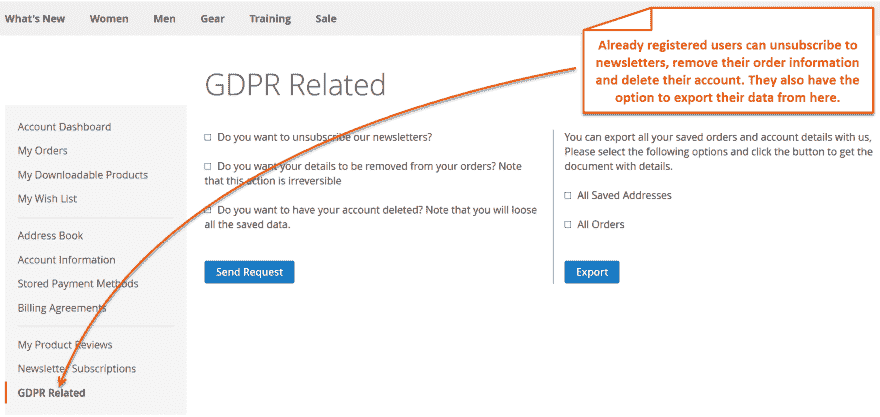 What's New Women Men Gear Training Sale
Already registered users can unsubscribe to
newsletters, remove their order information
and delete their account. They also have the
option to export their data from here.
GDPR Related
Account Dashboard
My Orders
My Downloadable Products
My Wish List
Address Book
Account Information
Stored Payment Methods
Billing Agreements
My Product Reviews
Newsletter Subscriptions
GDPR Related
Do you want to unsubscribe our newsletters?
Do you want your details to be removed from your orders? Note
that this action is irreversible
Do you want to have your account deleted? Note that you will loose
all the saved data.
Send Request
You can export all your saved orders and account details with us,
Please select the following options and click the button to get the
document with details.
All Saved Addresses
All Orders
Export